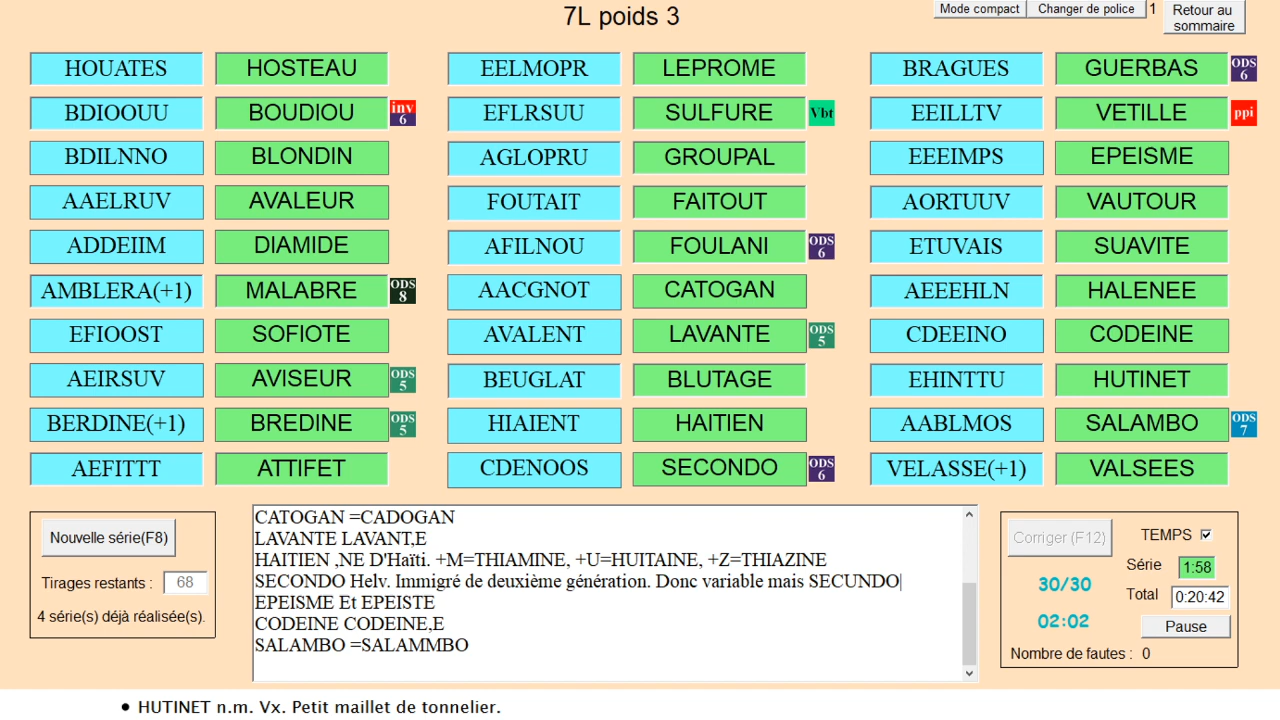 7L poids 3
Mode compact Changer de police 1 Retour au sommaire
HOUATES HOSTEAU EELMOPR LEPROME BRAGUES GUERBAS ODS 6
BDIOOUU BOUDIOU inv 6 EFLRSUU SULFURE Vbt EEILLTV VETILLE ppi
BDILNNO BLONDIN AGLOPRU GROUPAL EEEIMPS EPEISME
AAELRUV AVALEUR FOUTAIT FAITOUT AORTUUV VAUTOUR
ADDEIIM DIAMIDE AFILNOU FOULANI ODS 6 ETUVAIS SUAVITE
AMBLERA(+1) MALABRE ODS 8 AACGNOT CATOGAN AEEEHLN HALENEE
EFIOOST SOFIOTE AVALENT LAVANTE ODS 5 CDEEINO CODEINE
AEIRSUV AVISEUR ODS 5 BEUGLAT BLUTAGE EHINTTU HUTINET
BERDINE(+1) BREDINE ODS 5 HIAIENT HAITIEN AABLMOS SALAMBO ODS 7
AEFITTT ATTIFET CDENOOS SECONDO ODS 6 VELASSE(+1) VALSEES
Nouvelle série(F8)
Tirages restants : 68
4 série(s) déjà réalisée(s).
CATOGAN =CADOGAN
LAVANTE LAVANT,E
HAITIEN ,NE D'Haïti. +M=THIAMINE, +U=HUITAINE, +Z=THIAZINE
SECONDO Helv. Immigré de deuxième génération. Donc variable mais SECUNDO
EPEISME Et EPEISTE
CODEINE CODEINE,E
SALAMBO =SALAMMBO
Corriger (F12) TEMPS
Série 1:58
30/30 Total 0:20:42
02:02 Pause
Nombre de fautes : 0
• HUTINET n.m. Vx. Petit maillet de tonnelier.